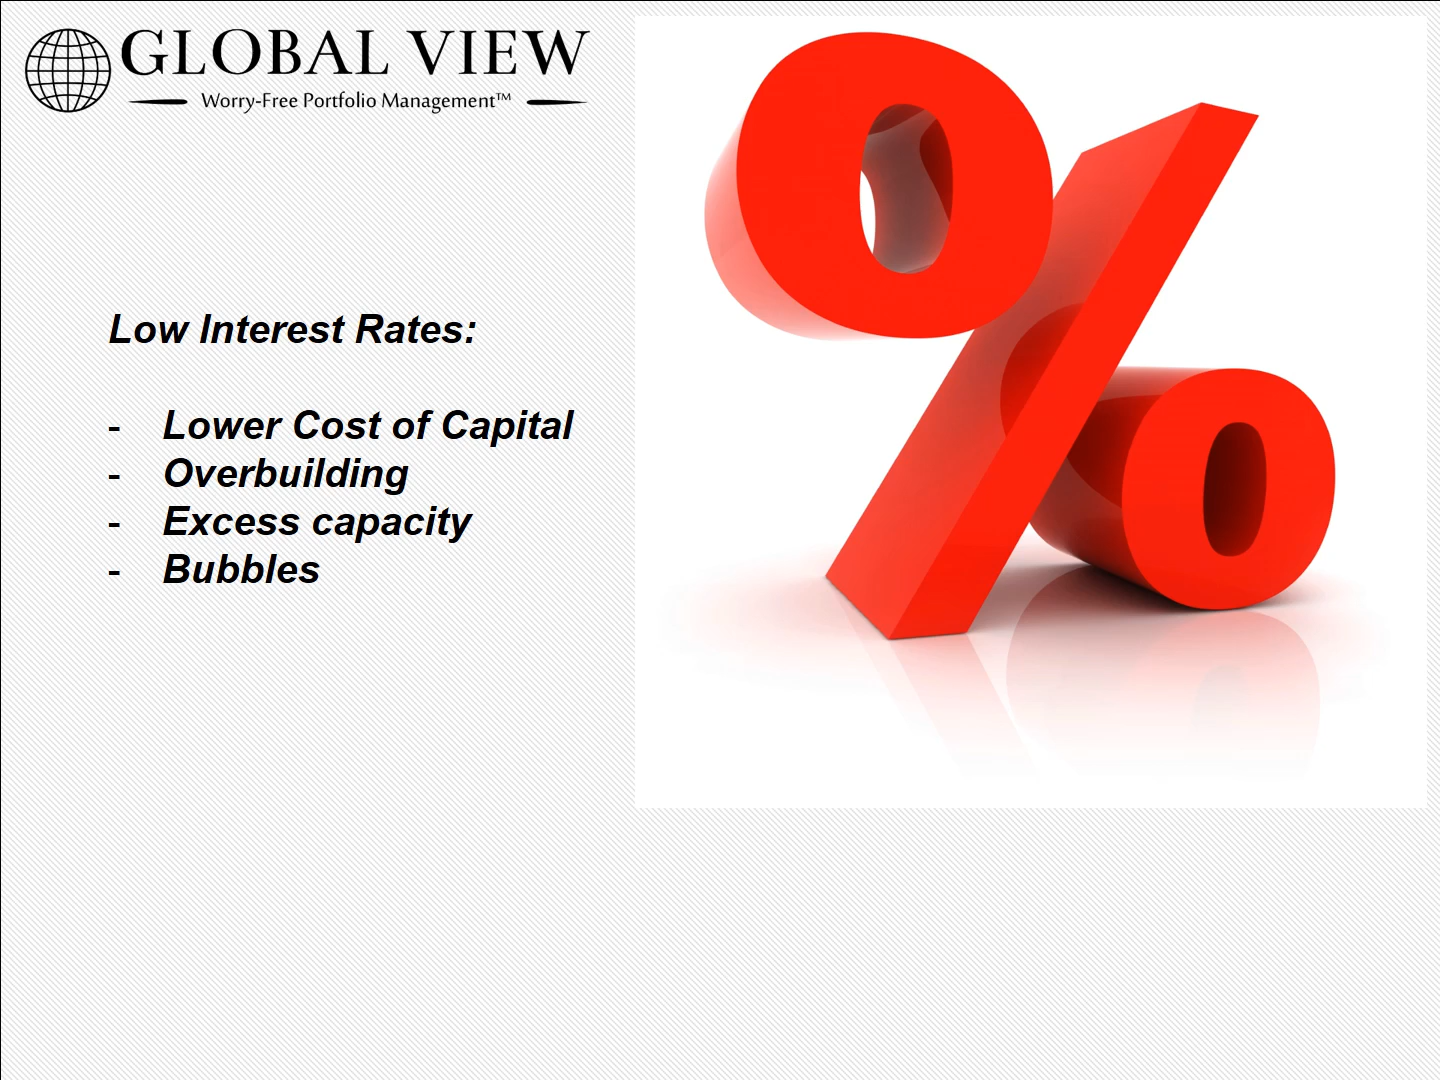 GLOBAL VIEW
Worry-Free Portfolio Management™
Low Interest Rates:
- Lower Cost of Capital
- Overbuilding
- Excess capacity
- Bubbles
%